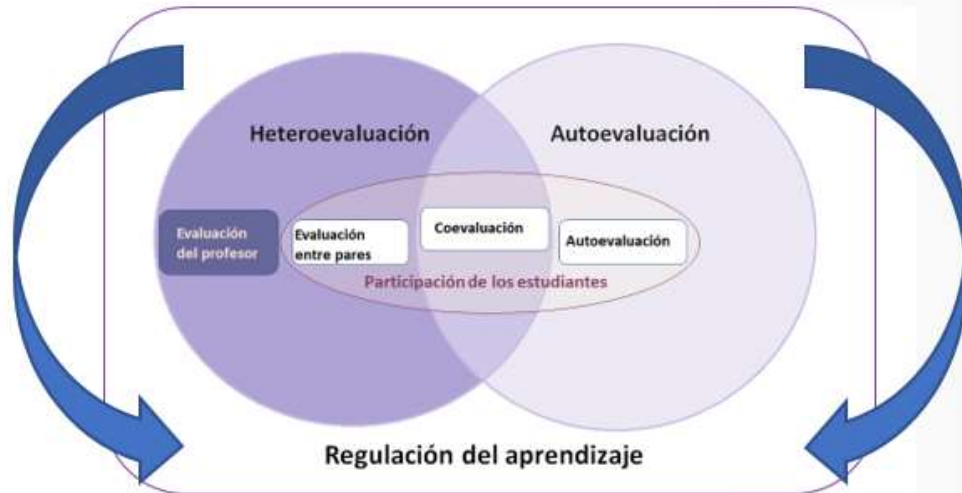 Heteroevaluación
Autoevaluación
Evaluación
del profesor
Evaluación
entre pares
Coevaluación
Autoevaluación
Participación de los estudiantes
Regulación del aprendizaje